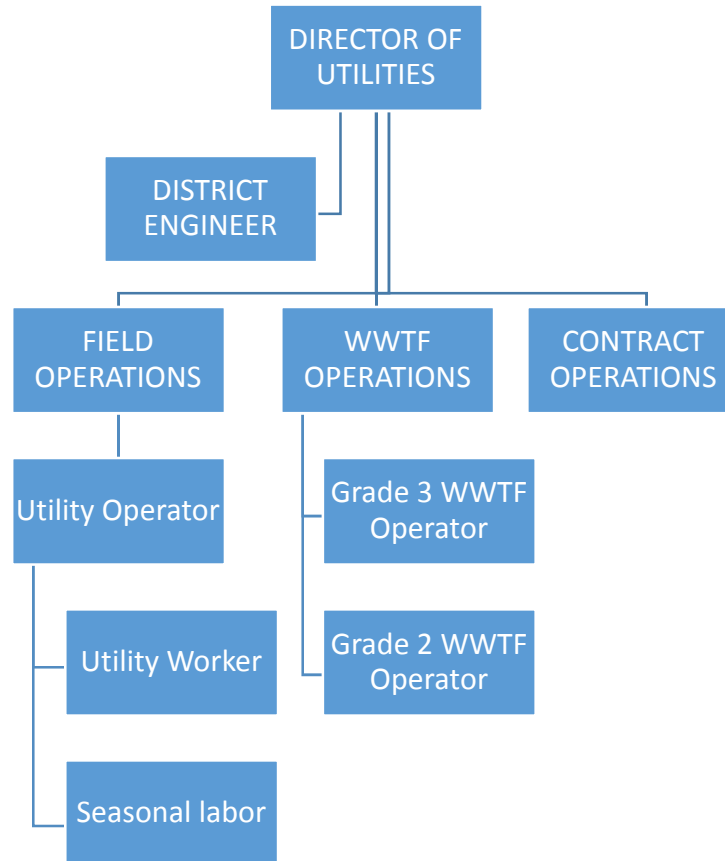 DIRECTOR OF
UTILITIES
DISTRICT
ENGINEER
FIELD
OPERATIONS
WWTF
OPERATIONS
CONTRACT
OPERATIONS
Utility Operator
Grade 3 WWTF
Operator
Utility Worker
Grade 2 WWTF
Operator
Seasonal labor